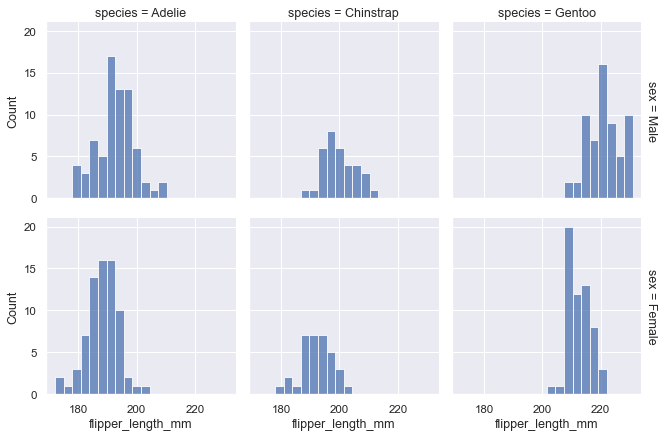 species = Adelie
species = Chinstrap
species = Gentoo
20
15
10
5
0
Count
sex = Male
20
15
10
5
0
Count
sex = Female
180 200 220
180 200 220
180 200 220
flipper_length_mm
flipper_length_mm
flipper_length_mm